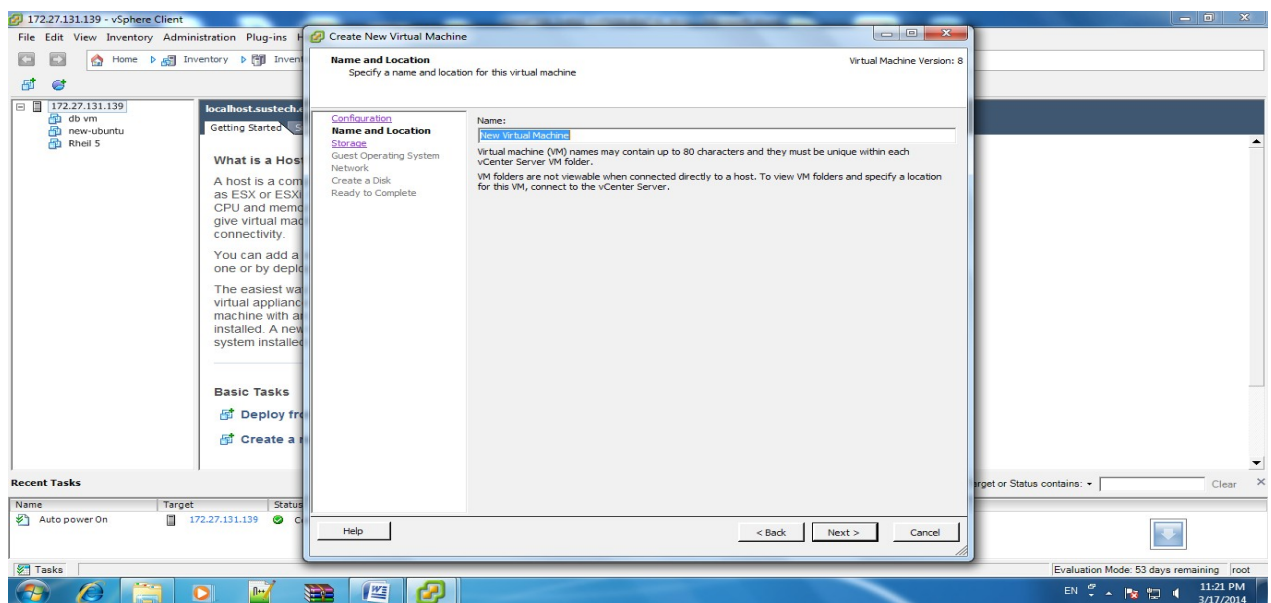 172.27.131.139 - vSphere Client
File Edit View Inventory Administration Plug-ins H
Home Inventory Invent
172.27.131.139
db vm
new-ubuntu
Rheil 5
localhost.sustech.e
Getting Started
What is a Hos
A host is a com
as ESX or ESXi
CPU and memo
give virtual mac
connectivity.
You can add a
one or by deplo
The easiest wa
virtual applianc
machine with an
installed. A new
system installed
Basic Tasks
Deploy fro
Create a n
Create New Virtual Machine
Name and Location
Specify a name and location for this virtual machine
Virtual Machine Version: 8
Configuration
Name and Location
Storage
Guest Operating System
Network
Create a Disk
Ready to Complete
Name:
New Virtual Machine
Virtual machine (VM) names may contain up to 80 characters and they must be unique within each
vCenter Server VM folder.
VM folders are not viewable when connected directly to a host. To view VM folders and specify a location
for this VM, connect to the vCenter Server.
Help
< Back
Next >
Cancel
Recent Tasks
arget or Status contains:
Clear
Name Target Status
Auto power On 172.27.131.139 Co
Tasks
Evaluation Mode: 53 days remaining root
EN
11:21 PM
3/17/2014